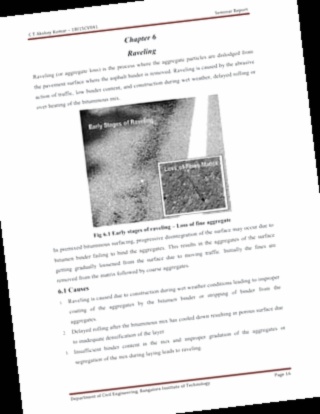 C S Akshay Kumar – 1BI15CV061 Seminar Report
Chapter 6
Raveling
Raveling (or aggregate loss) is the process where the aggregate particles are dislodged from
the pavement surface where the asphalt binder is removed. Raveling is caused by the abrasive
action of traffic, low binder content, and construction during wet weather, delayed rolling or
over heating of the bituminous mix.
Early Stages of Raveling
Loss of Fines Matrix
Fig 6.1 Early stages of raveling – Loss of fine aggregate
In premixed bituminous surfacing, progressive disintegration of the surface may occur due to
bitumen binder failing to bind the aggregates. This results in the aggregates of the surface
getting gradually loosened from the surface due to moving traffic. Initially the fines are
removed from the matrix followed by coarse aggregates.
6.1 Causes
1 Raveling is caused due to construction during wet weather conditions leading to improper
coating of the aggregates by the bitumen binder or stopping of binder from the
aggregates.
2 Delayed rolling after the bituminous mix has cooled down resulting in porous surface due
to inadequate densification of the layer
3 Insufficient binder content in the mix and improper gradation of the aggregates or
segregation of the mix during laying leads to raveling.
Department of Civil Engineering, Bangalore Institute of Technology Page 14